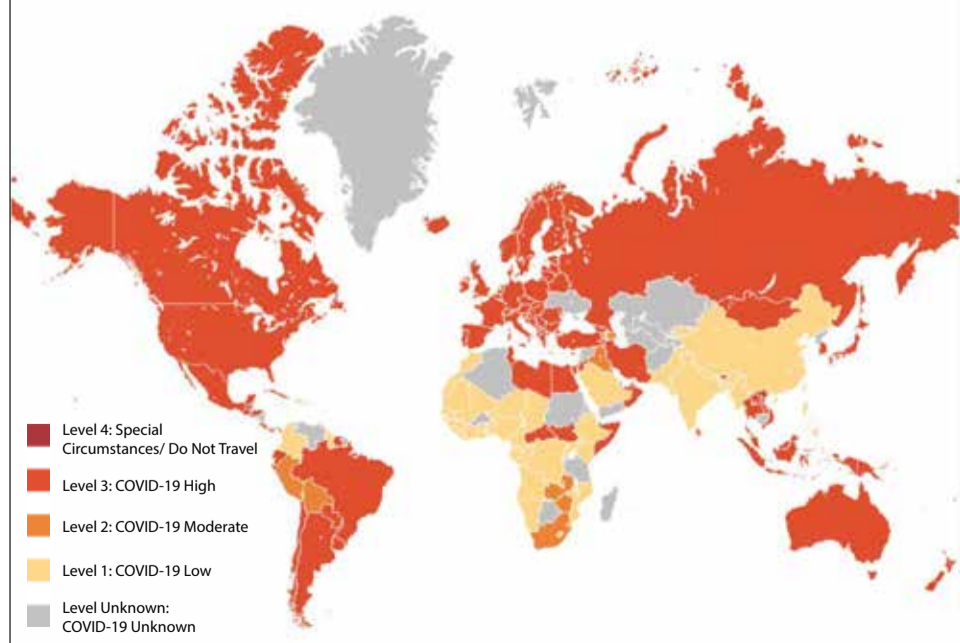 Level 4: Special
Circumstances/ Do Not Travel
Level 3: COVID-19 High
Level 2: COVID-19 Moderate
Level 1: COVID-19 Low
Level Unknown:
COVID-19 Unknown